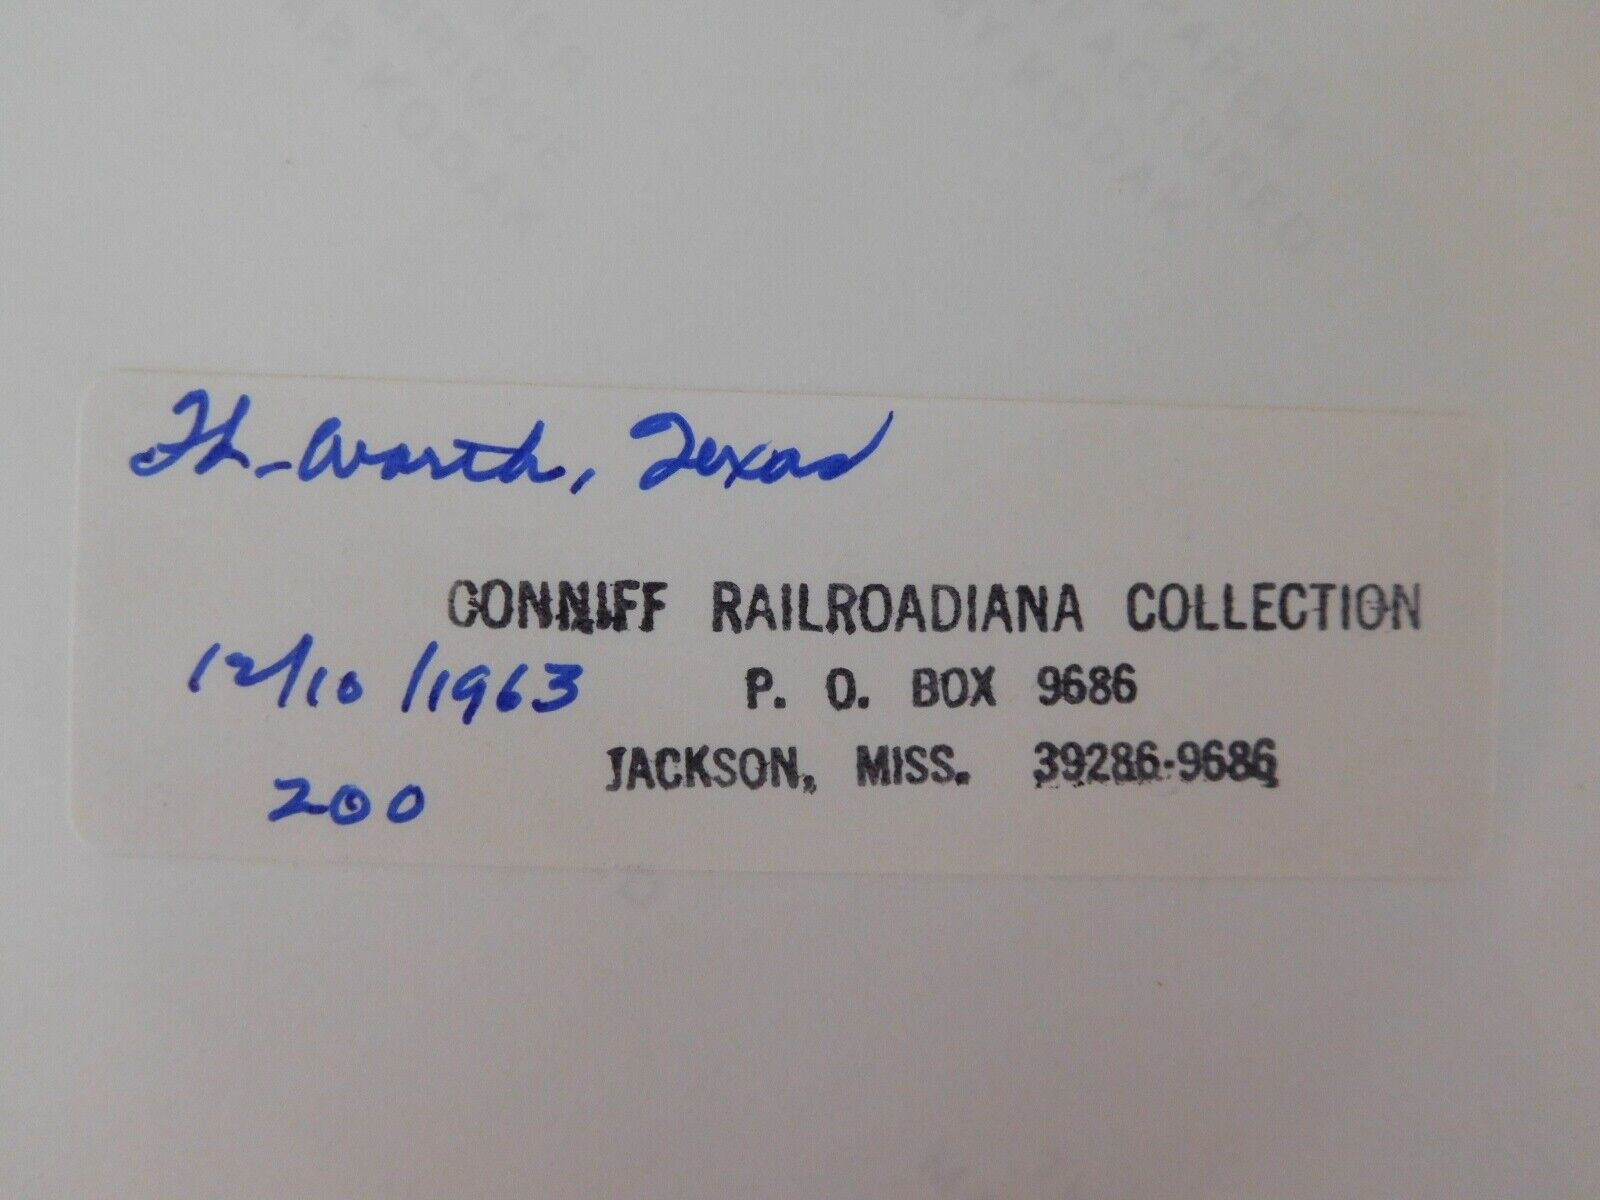 Ft. Worth, Texas
CONNIFF RAILROADIANA COLLECTION
12/10/1963 P. O. BOX 9686
200 JACKSON, MISS. 39286-9686